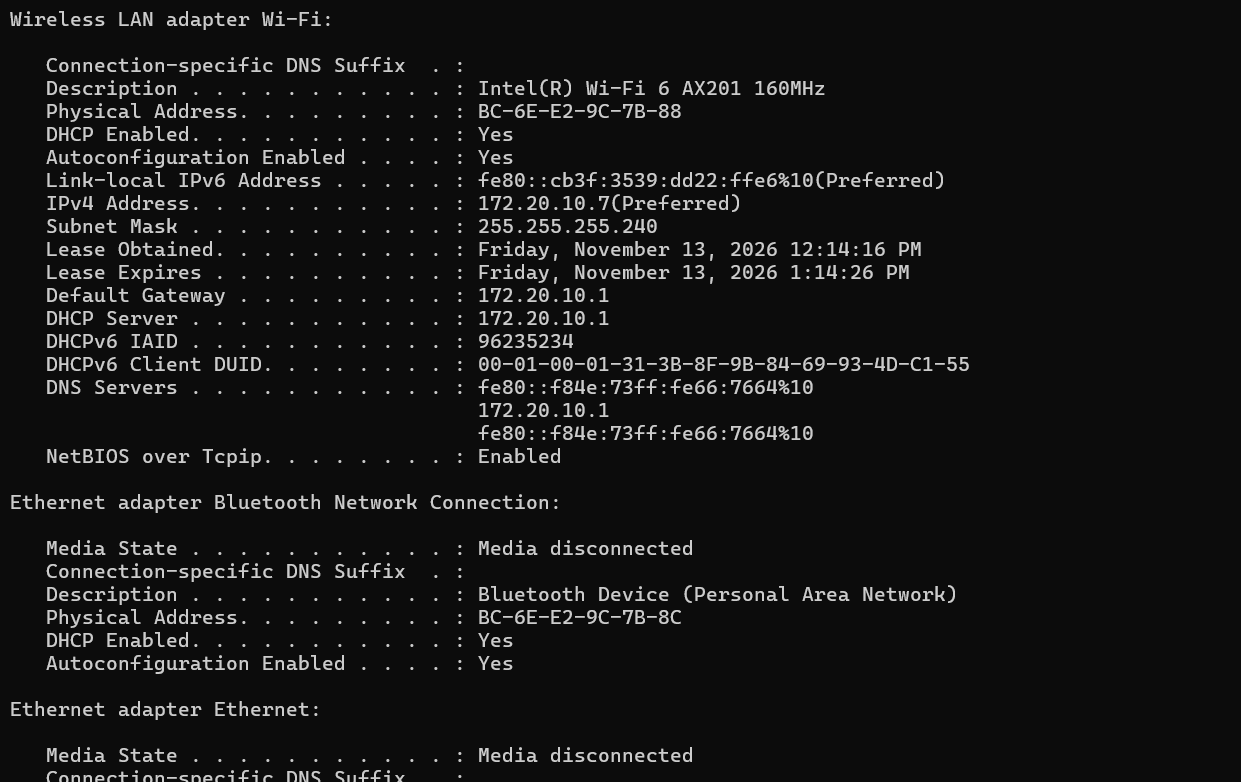 Wireless LAN adapter Wi-Fi:
Connection-specific DNS Suffix  . :
Description . . . . . . . . . . . : Intel(R) Wi-Fi 6 AX201 160MHz
Physical Address. . . . . . . . . : BC-6E-E2-9C-7B-88
DHCP Enabled. . . . . . . . . . . : Yes
Autoconfiguration Enabled . . . . : Yes
Link-local IPv6 Address . . . . . : fe80::cb3f:3539:dd22:ffe6%10(Preferred)
IPv4 Address. . . . . . . . . . . : 172.20.10.7(Preferred)
Subnet Mask . . . . . . . . . . . : 255.255.255.240
Lease Obtained. . . . . . . . . . : Friday, November 13, 2026 12:14:16 PM
Lease Expires . . . . . . . . . . : Friday, November 13, 2026 1:14:26 PM
Default Gateway . . . . . . . . . : 172.20.10.1
DHCP Server . . . . . . . . . . . : 172.20.10.1
DHCPv6 IAID . . . . . . . . . . . : 96235234
DHCPv6 Client DUID. . . . . . . . : 00-01-00-01-31-3B-8F-9B-84-69-93-4D-C1-55
DNS Servers . . . . . . . . . . . : fe80::f84e:73ff:fe66:7664%10
172.20.10.1
fe80::f84e:73ff:fe66:7664%10
NetBIOS over Tcpip. . . . . . . . : Enabled
Ethernet adapter Bluetooth Network Connection:
Media State . . . . . . . . . . . : Media disconnected
Connection-specific DNS Suffix  . :
Description . . . . . . . . . . . : Bluetooth Device (Personal Area Network)
Physical Address. . . . . . . . . : BC-6E-E2-9C-7B-8C
DHCP Enabled. . . . . . . . . . . : Yes
Autoconfiguration Enabled . . . . : Yes
Ethernet adapter Ethernet:
Media State . . . . . . . . . . . : Media disconnected
Connection-specific DNS Suffix  . :